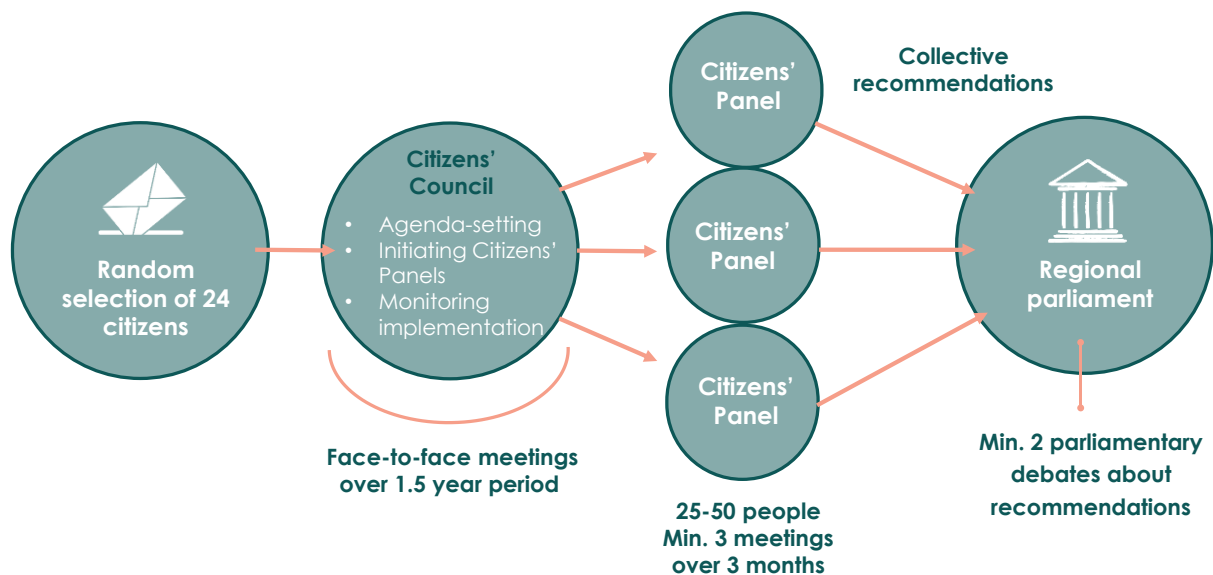 Random
selection of 24
citizens
Citizens’
Council
• Agenda-setting
• Initiating Citizens’
Panels
• Monitoring
implementation
Face-to-face meetings
over 1.5 year period
Citizens’
Panel
Citizens’
Panel
Citizens’
Panel
25-50 people
Min. 3 meetings
over 3 months
Collective
recommendations
Regional
parliament
Min. 2 parliamentary
debates about
recommendations